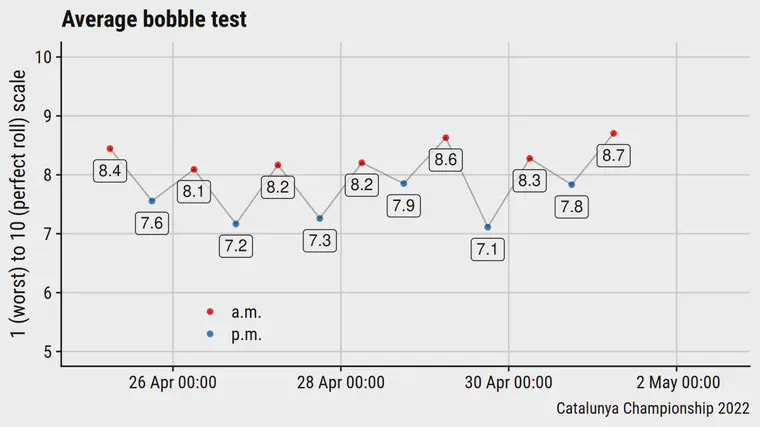 Average bobble test
1 (worst) to 10 (perfect roll) scale
10
9
8
7
6
5
8.4
7.6
8.1
7.2
8.2
7.3
8.2
7.9
8.6
7.1
8.3
7.8
8.7
a.m.
p.m.
26 Apr 00:00
28 Apr 00:00
30 Apr 00:00
2 May 00:00
Catalunya Championship 2022